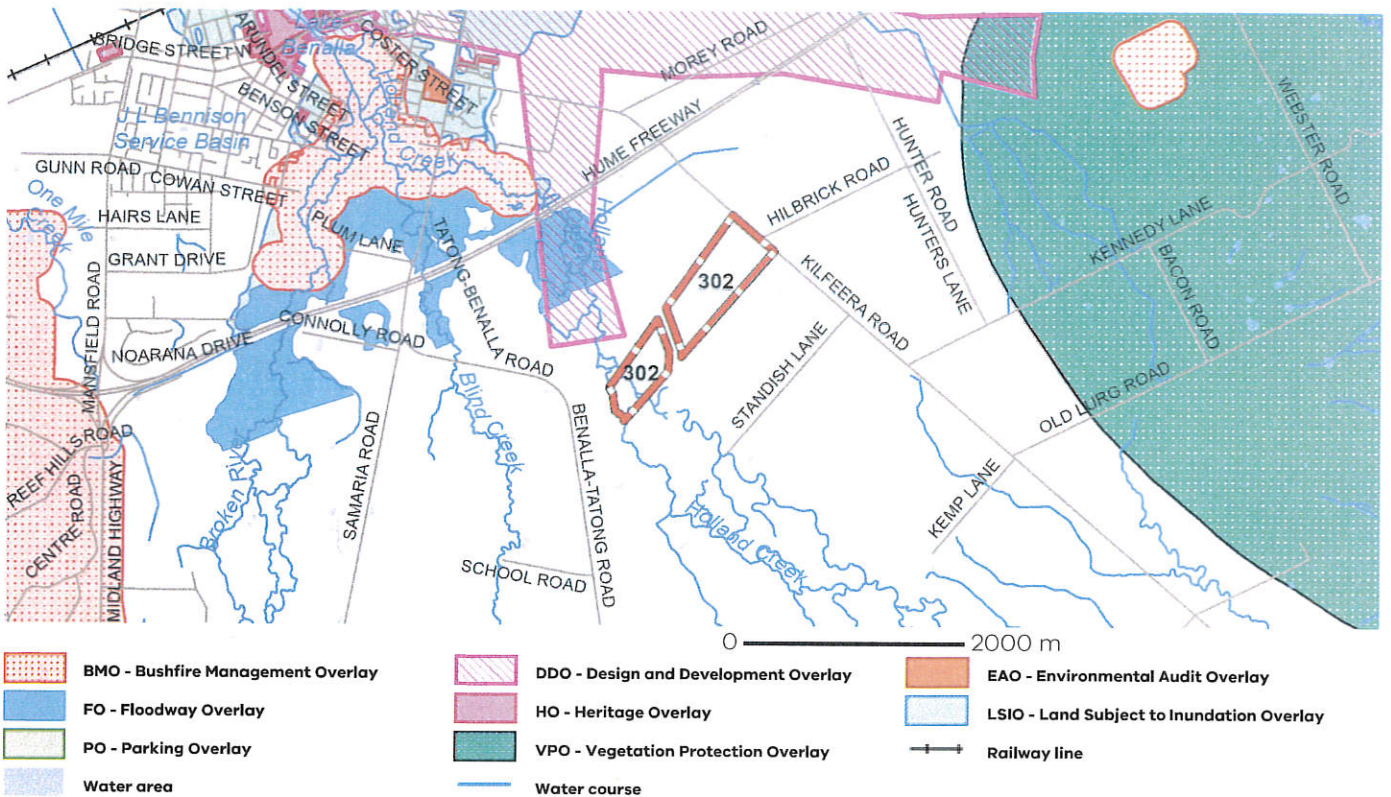 Lake
Benalla
BRIDGE STREET W
ARUNDEL STREET
COSTER STREET
BENSON STREET
Holland Creek
J L Bennison
Service Basin
GUNN ROAD
COWAN STREET
One Mile
Creek
HAIRS LANE
GRANT DRIVE
PLUM LANE
TATONG-BENALLA ROAD
MANSFIELD ROAD
NOARANA DRIVE
CONNOLLY ROAD
MOREY ROAD
HUME FREEWAY
HILBRICK ROAD
HUNTER ROAD
HUNTERS LANE
KENNEDY LANE
WEBSTER ROAD
BACON ROAD
302
302
KILFEERA ROAD
STANDISH LANE
OLD LURG ROAD
KEMP LANE
REEF HILLS ROAD
CENTRE ROAD
MIDLAND HIGHWAY
SAMARIA ROAD
Blind Creek
BENALLA-TATONG ROAD
SCHOOL ROAD
Holland Creek
0 2000 m
BMO - Bushfire Management Overlay
FO - Floodway Overlay
PO - Parking Overlay
Water area
DDO - Design and Development Overlay
HO - Heritage Overlay
VPO - Vegetation Protection Overlay
Water course
EAO - Environmental Audit Overlay
LSIO - Land Subject to Inundation Overlay
Railway line